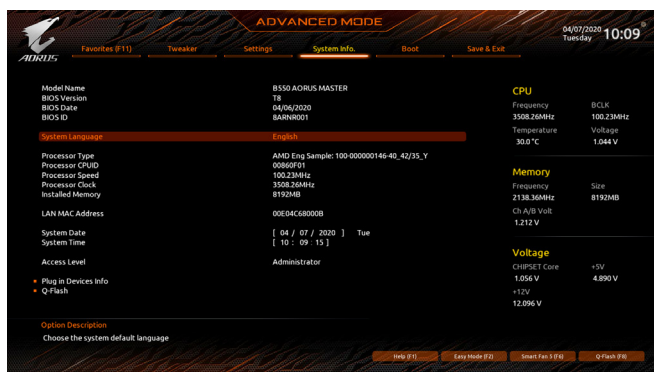 ADVANCED MODE
04/07/2020 Tuesday 10:09
AORUS
Favorites (F11) Tweaker Settings System Info. Boot Save & Exit
Model Name B550 AORUS MASTER
BIOS Version T8
BIOS Date 04/06/2020
BIOS ID 8ARNR001
System Language English
Processor Type AMD Eng Sample: 100-000000146-40_42/35_Y
Processor CPUID 00860F01
Processor Speed 100.23MHz
Processor Clock 3508.26MHz
Installed Memory 8192MB
LAN MAC Address 00E04C68000B
System Date [ 04 / 07 / 2020 ] Tue
System Time [ 10 : 09 : 15 ]
Access Level Administrator
Plug in Devices Info
Q-Flash
CPU
Frequency BCLK
3508.26MHz 100.23MHz
Temperature Voltage
30.0 °C 1.044 V
Memory
Frequency Size
2138.36MHz 8192MB
Ch A/B Volt
1.212 V
Voltage
CHIPSET Core +5V
1.056 V 4.890 V
+12V
12.096 V
Option Description
Choose the system default language
Help (F1) Easy Mode (F2) Smart Fan 5 (F6) Q-Flash (F8)